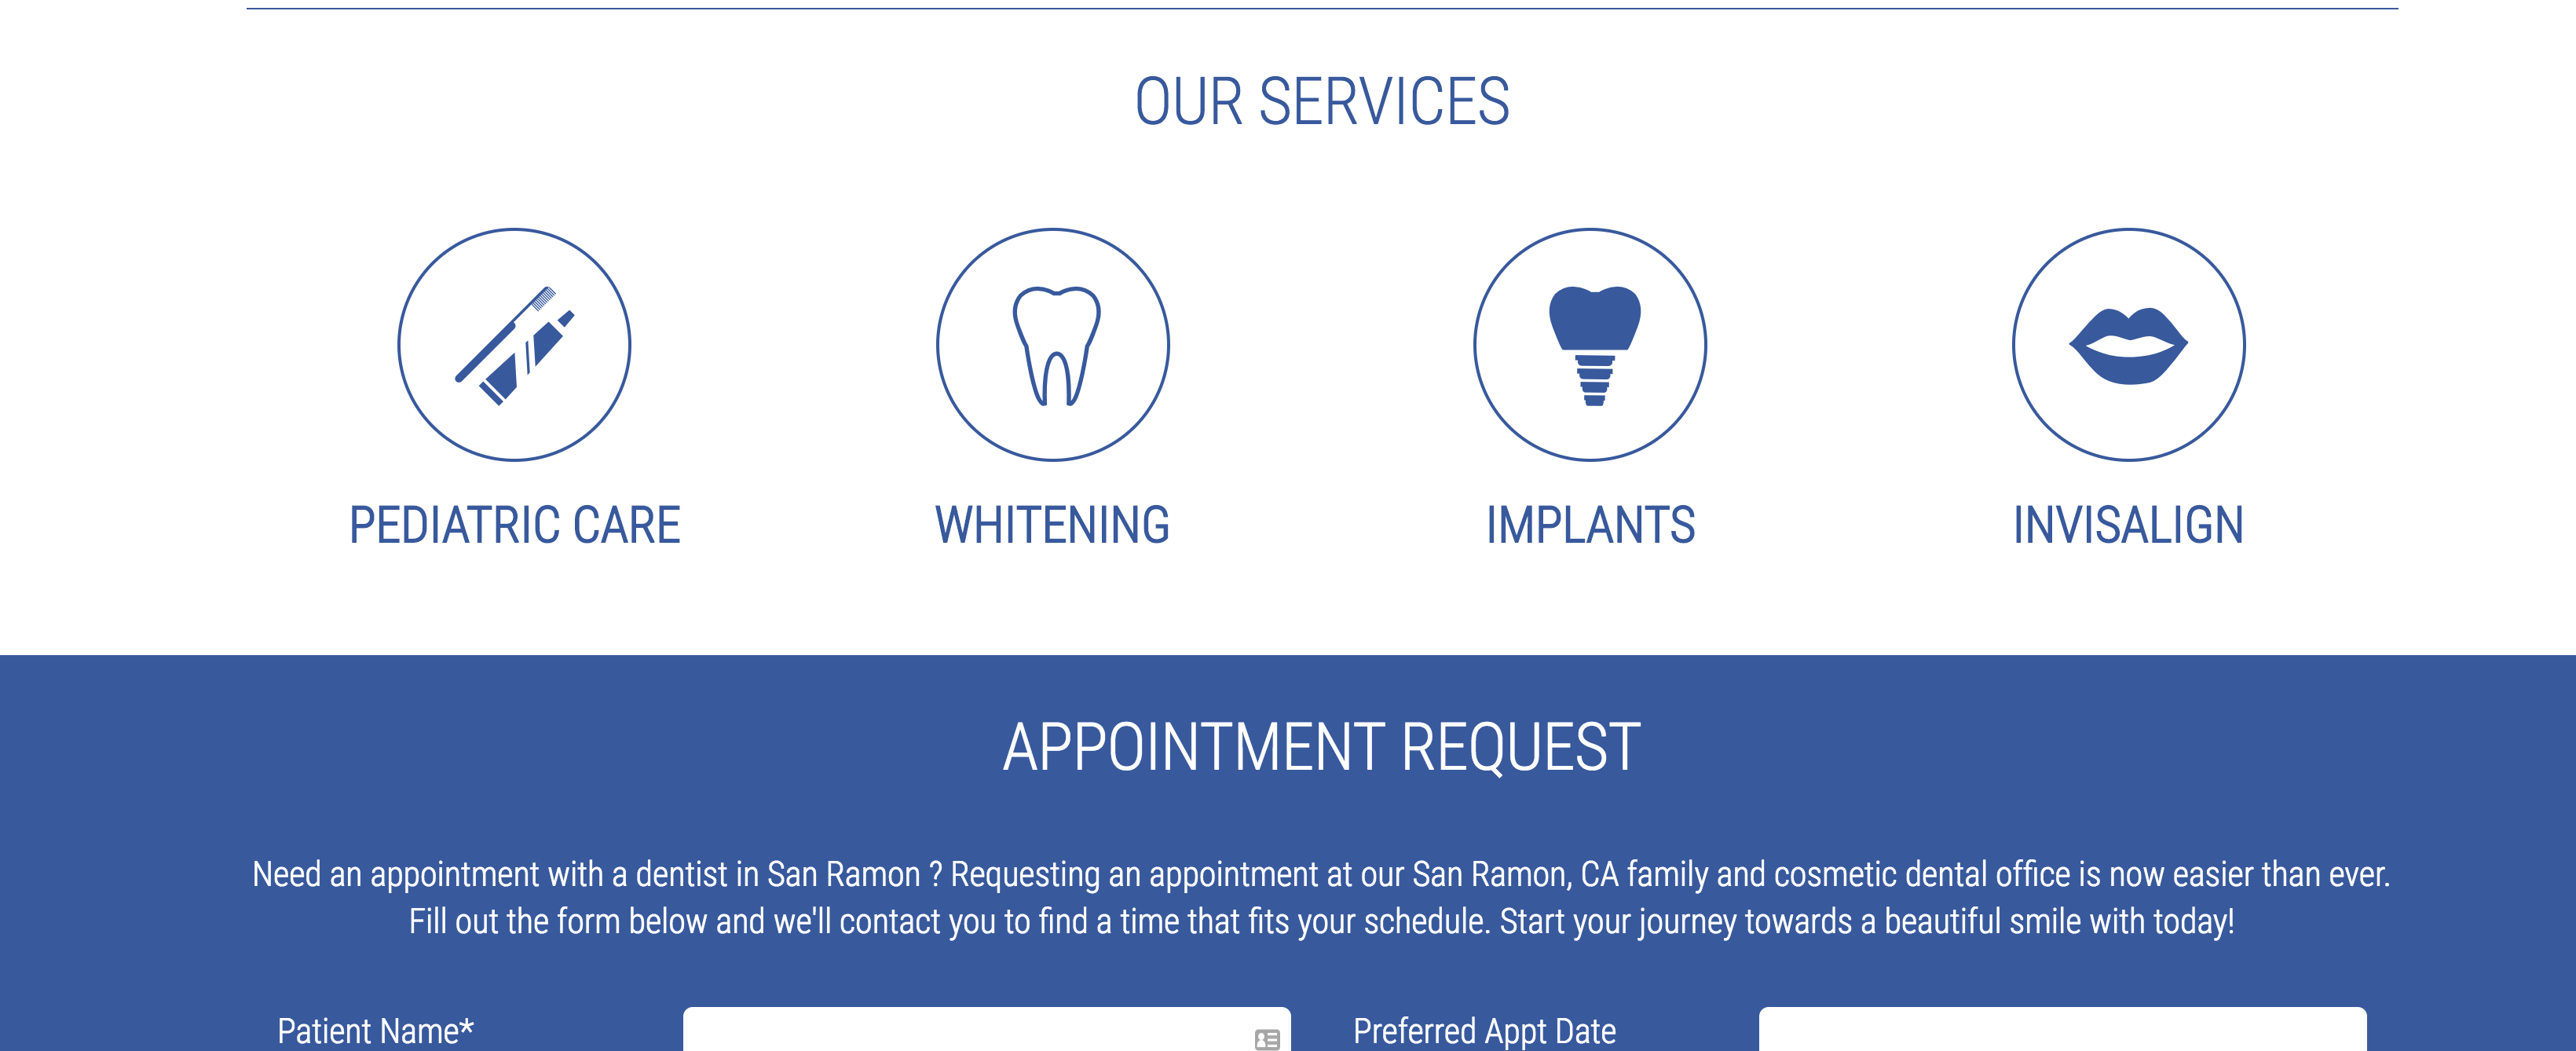 OUR SERVICES
PEDIATRIC CARE
WHITENING
IMPLANTS
INVISALIGN
APPOINTMENT REQUEST
Need an appointment with a dentist in San Ramon ? Requesting an appointment at our San Ramon, CA family and cosmetic dental office is now easier than ever.
Fill out the form below and we'll contact you to find a time that fits your schedule. Start your journey towards a beautiful smile with today!
Patient Name*
Preferred Appt Date